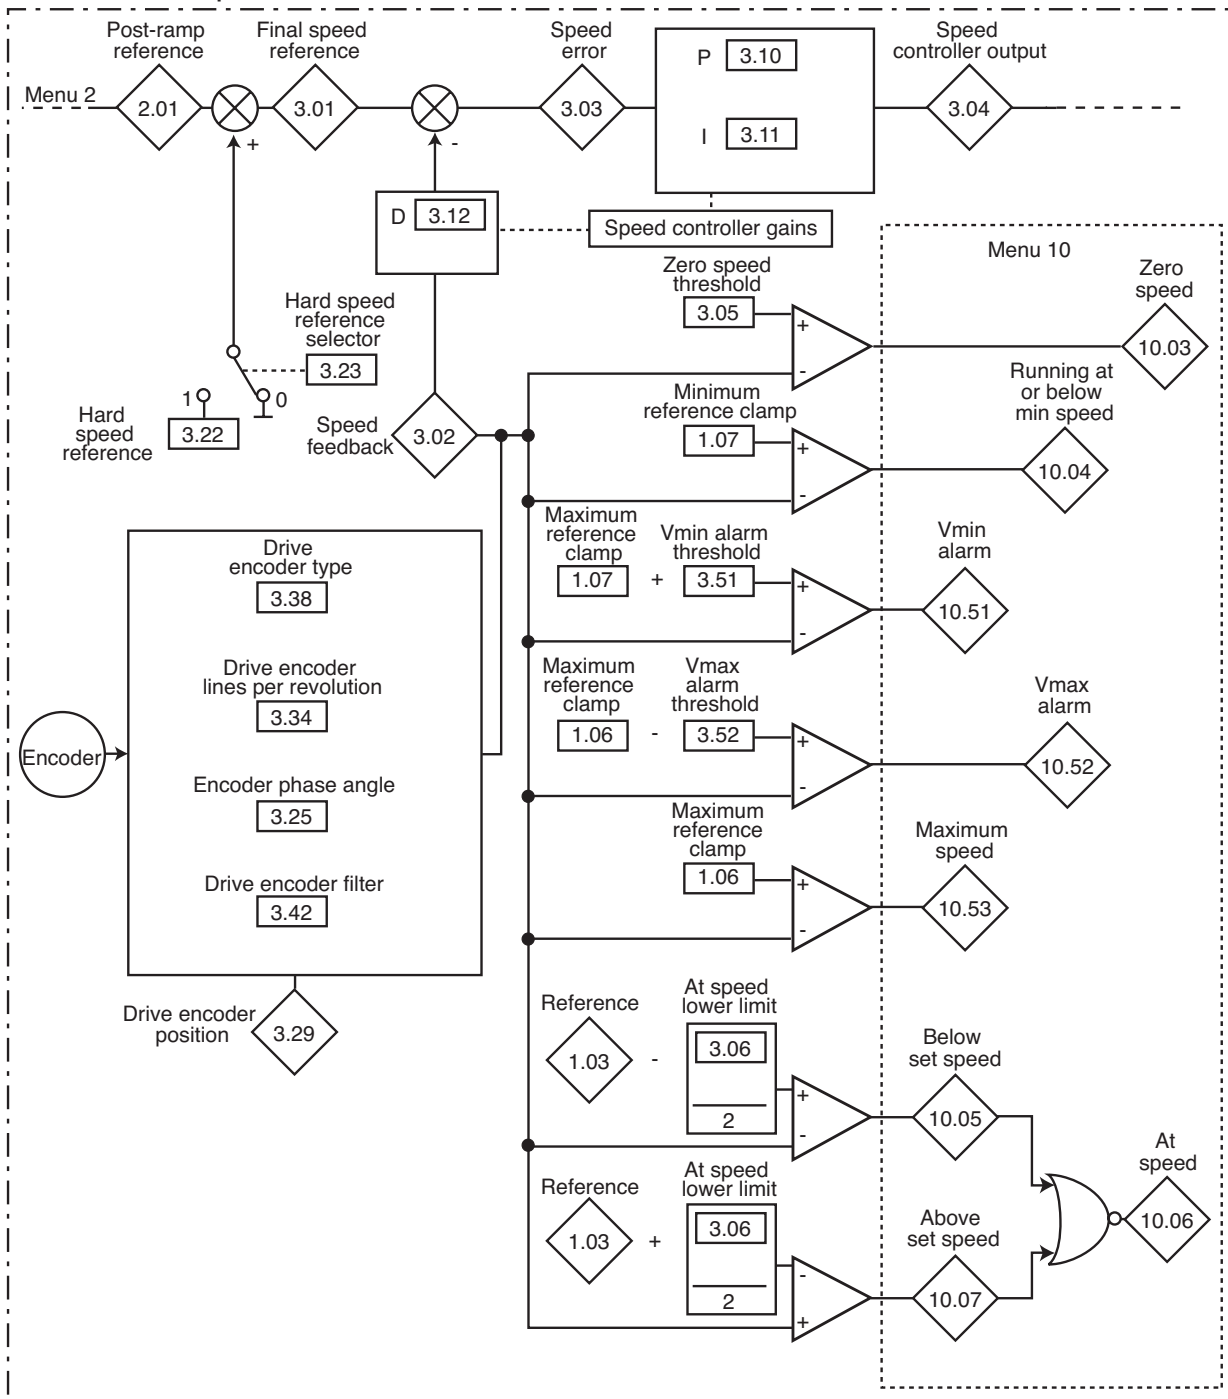 Post-ramp
reference
Final speed
reference
Speed
error
Speed
controller output
Menu 2
2.01
3.01
3.03
P
3.10
I
3.11
3.04
+
-
D
3.12
Speed controller gains
Menu 10
Hard speed
reference
selector
3.23
1
0
Hard
speed
reference
3.22
Speed
feedback
3.02
Zero speed
threshold
3.05
+
-
Zero
speed
10.03
Minimum
reference clamp
1.07
+
-
Running at
or below
min speed
10.04
Maximum
reference
clamp
1.07
+
Vmin alarm
threshold
3.51
+
-
Vmin
alarm
10.51
Drive
encoder type
3.38
Drive encoder
lines per revolution
3.34
Encoder
Encoder phase angle
3.25
Drive encoder filter
3.42
Drive encoder
position
3.29
Maximum
reference
clamp
1.06
-
Vmax
alarm
threshold
3.52
+
-
Vmax
alarm
10.52
Maximum
reference
clamp
1.06
+
-
Maximum
speed
10.53
Reference
1.03
-
At speed
lower limit
3.06
2
+
-
Below
set speed
10.05
Reference
1.03
+
At speed
lower limit
3.06
2
-
+
Above
set speed
10.07
At
speed
10.06